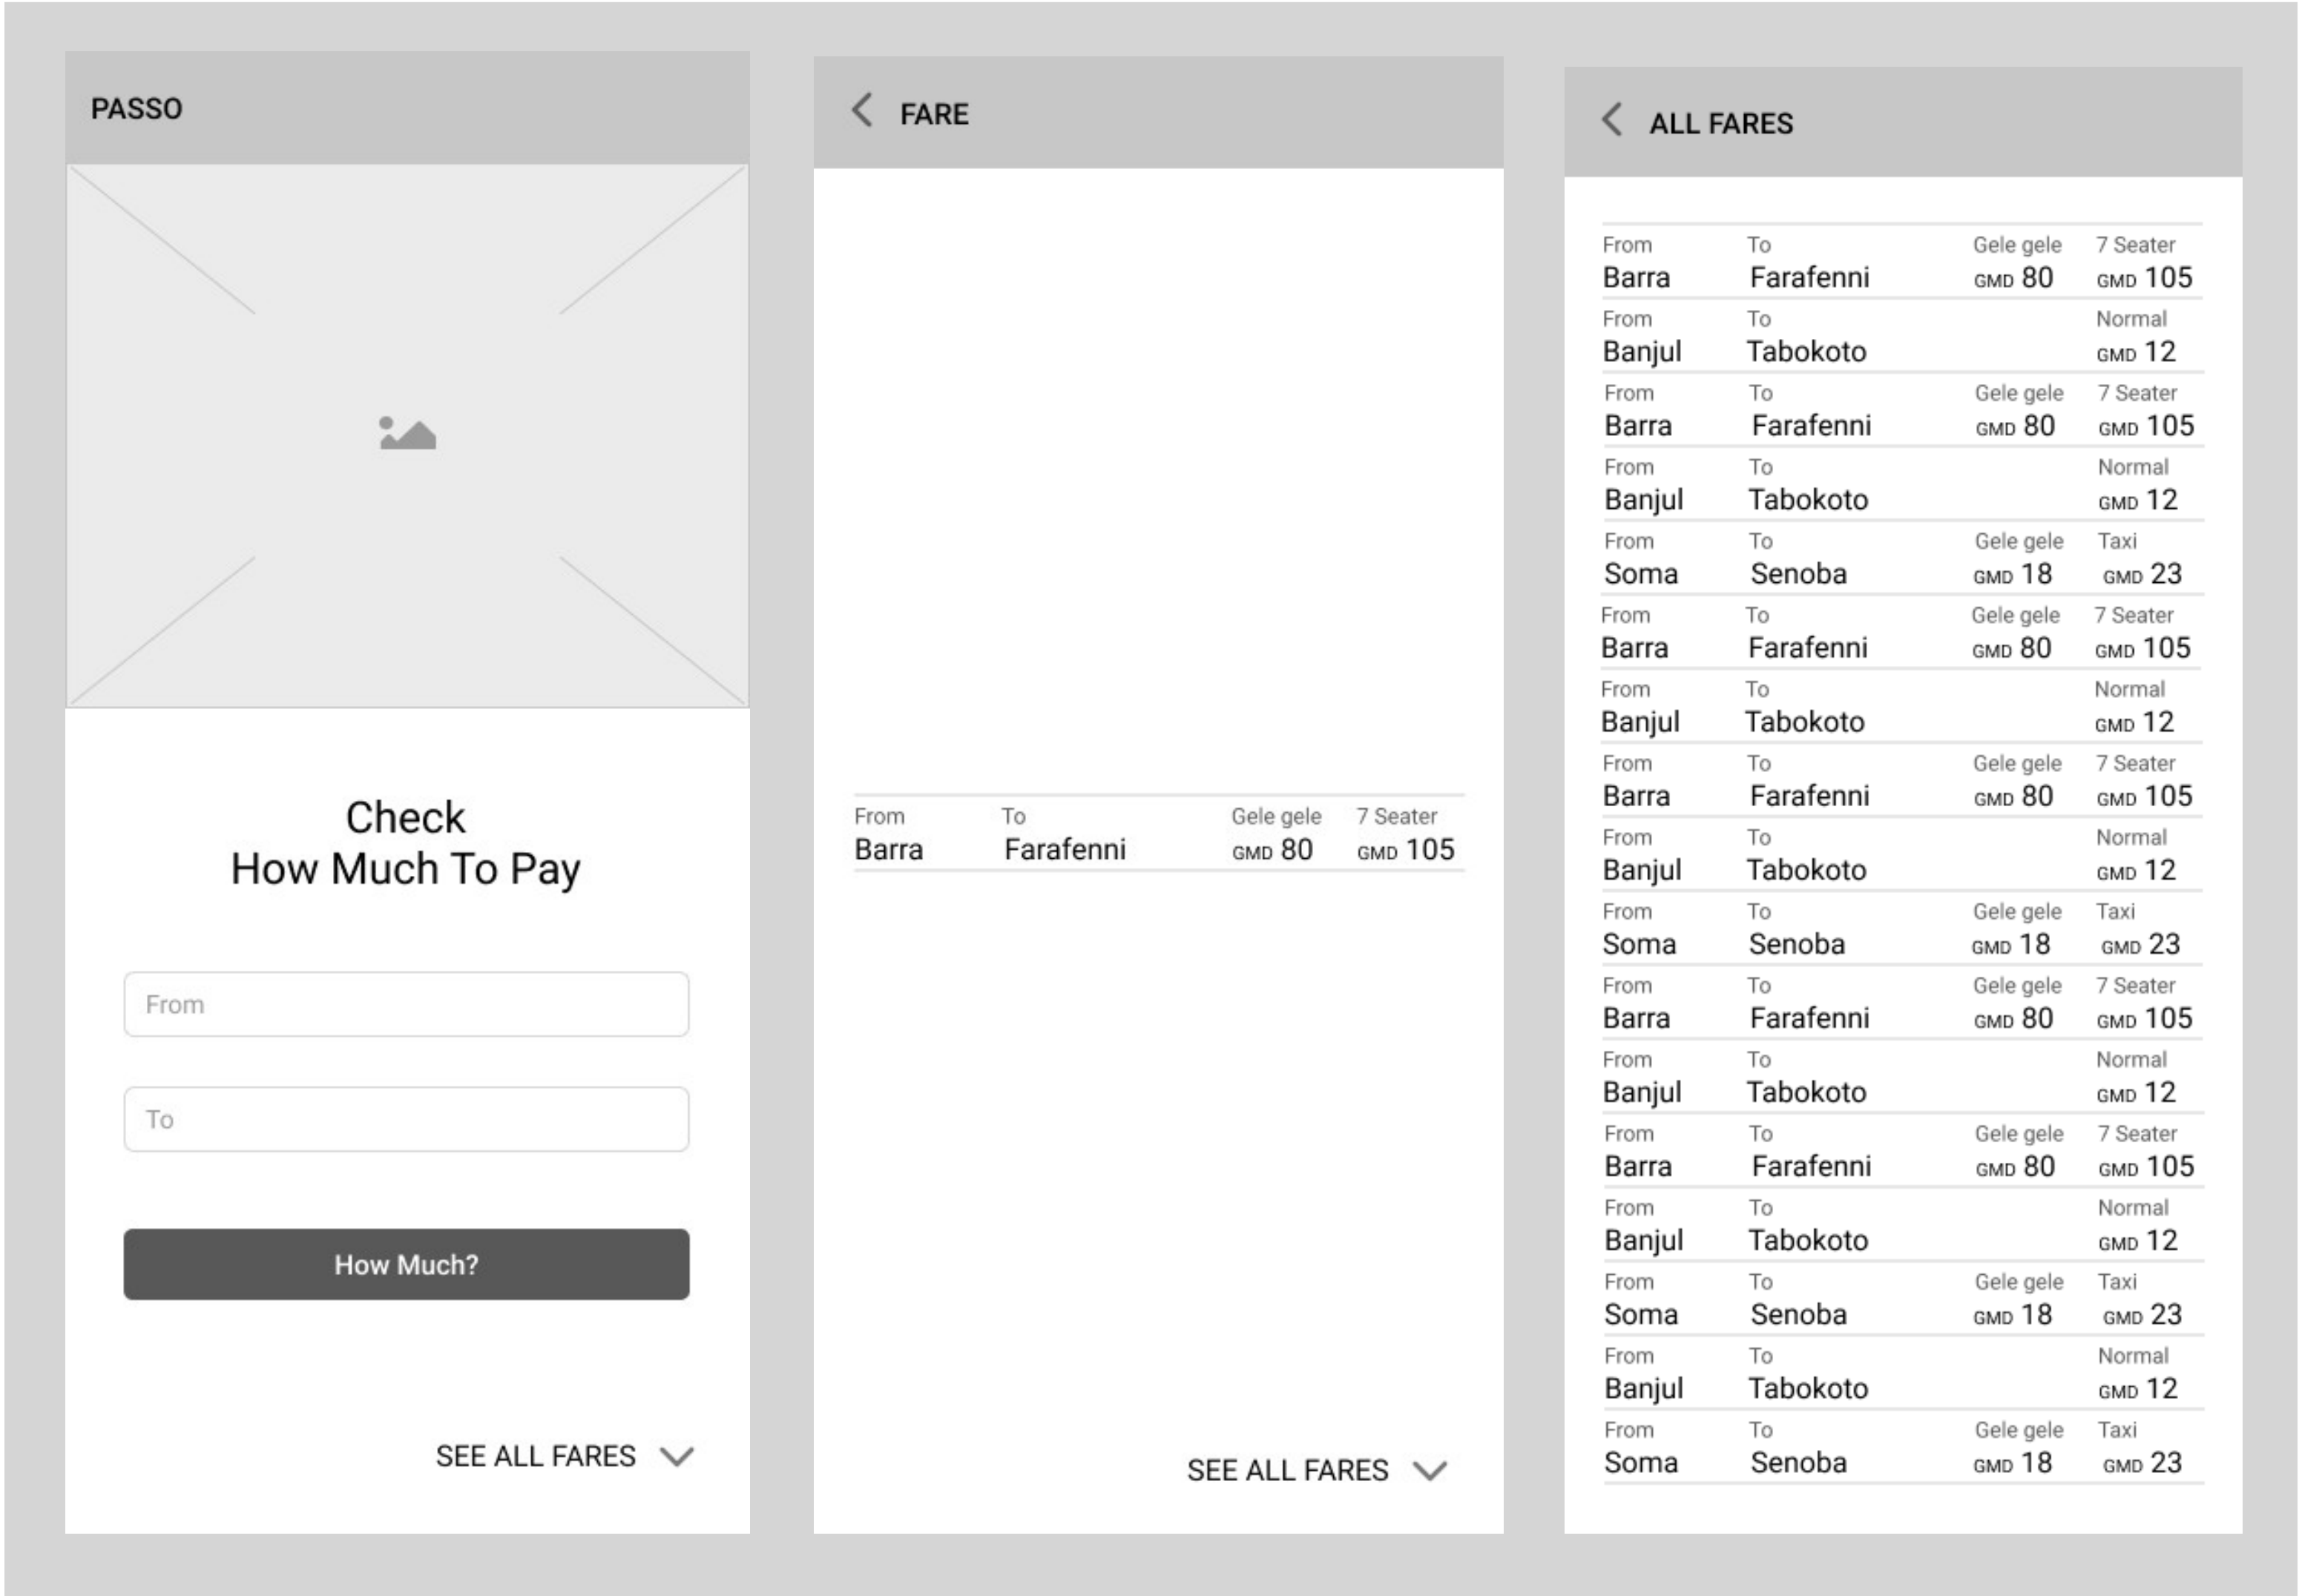 PASSO
Check
How Much To Pay
From
To
How Much?
SEE ALL FARES
FARE
From To Gele gele 7 Seater
Barra Farafenni GMD 80 GMD 105
SEE ALL FARES
ALL FARES
From To Gele gele 7 Seater
Barra Farafenni GMD 80 GMD 105
From To Normal
Banjul Tabokoto GMD 12
From To Gele gele 7 Seater
Barra Farafenni GMD 80 GMD 105
From To Normal
Banjul Tabokoto GMD 12
From To Gele gele Taxi
Soma Senoba GMD 18 GMD 23
From To Gele gele 7 Seater
Barra Farafenni GMD 80 GMD 105
From To Normal
Banjul Tabokoto GMD 12
From To Gele gele 7 Seater
Barra Farafenni GMD 80 GMD 105
From To Normal
Banjul Tabokoto GMD 12
From To Gele gele Taxi
Soma Senoba GMD 18 GMD 23
From To Gele gele 7 Seater
Barra Farafenni GMD 80 GMD 105
From To Normal
Banjul Tabokoto GMD 12
From To Gele gele 7 Seater
Barra Farafenni GMD 80 GMD 105
From To Normal
Banjul Tabokoto GMD 12
From To Gele gele Taxi
Soma Senoba GMD 18 GMD 23
From To Normal
Banjul Tabokoto GMD 12
From To Gele gele Taxi
Soma Senoba GMD 18 GMD 23